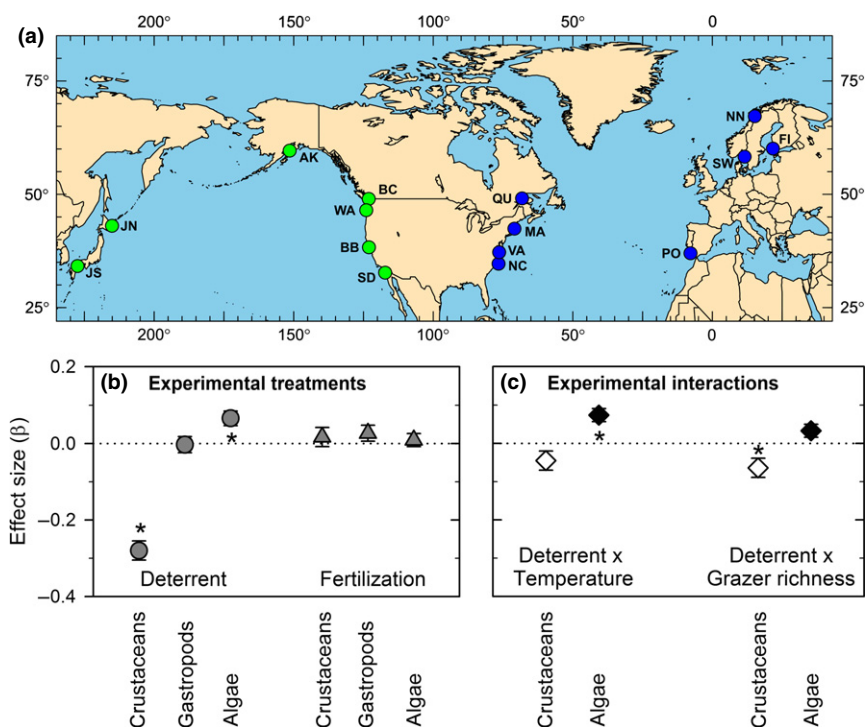 200° 150° 100° 50° 0
(a)
75° 75°
NN
FI
AK
SW
50° BC QU 50°
WA
MA
JN
BB VA
PO
NC
JS SD
25° 25°
200° 150° 100° 50° 0
0.2
(b) Experimental treatments (c) Experimental interactions
0.0
*
*
*
Effect size (β)
−0.2
*
Deterrent Fertilization
Deterrent x Temperature
Deterrent x Grazer richness
−0.4
Crustaceans
Gastropods
Algae
Crustaceans
Gastropods
Algae
Crustaceans
Algae
Crustaceans
Algae